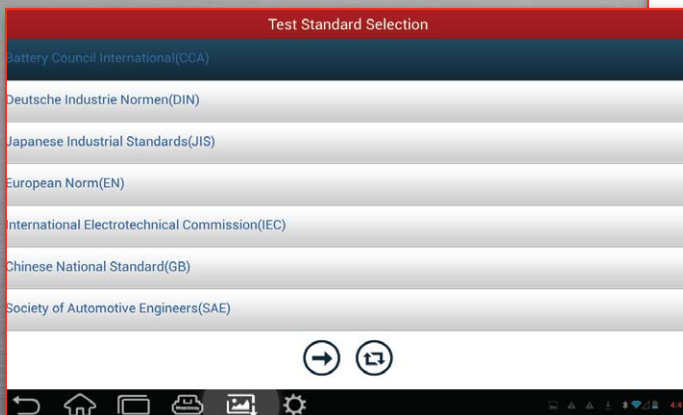 Test Standard Selection
Battery Council International(CCA)
Deutsche Industrie Normen(DIN)
Japanese Industrial Standards(JIS)
European Norm(EN)
International Electrotechnical Commission(IEC)
Chinese National Standard(GB)
Society of Automotive Engineers(SAE)